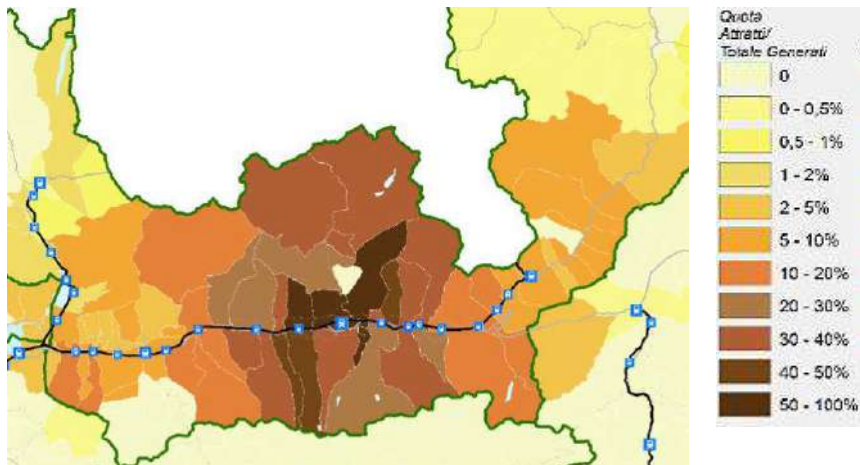 Quota
Attratti/
Totale Generati
0
0 - 0,5%
0,5 - 1%
1 - 2%
2 - 5%
5 - 10%
10 - 20%
20 - 30%
30 - 40%
40 - 50%
50 - 100%